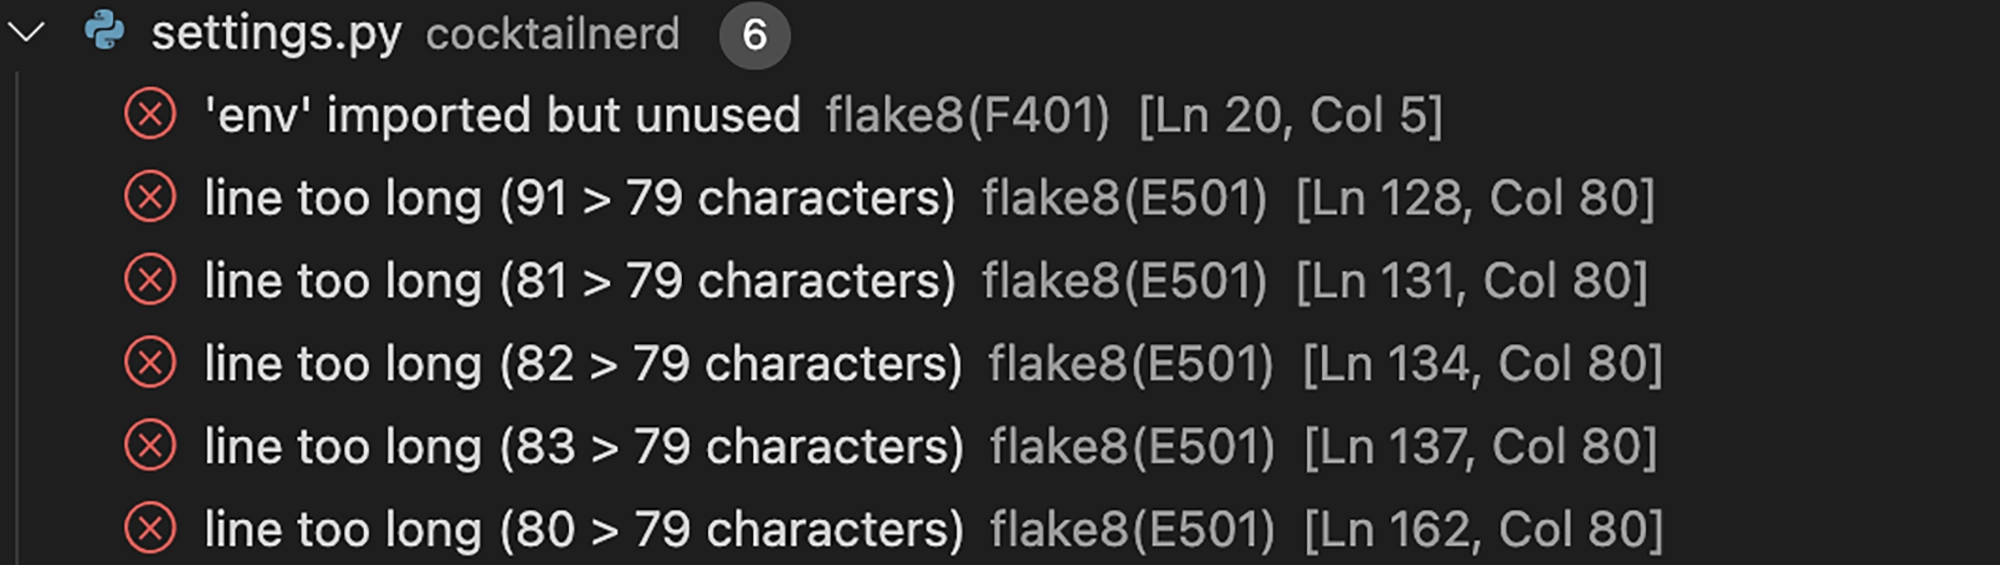 settings.py cocktailnerd 6
'env' imported but unused flake8(F401) [Ln 20, Col 5]
line too long (91 > 79 characters) flake8(E501) [Ln 128, Col 80]
line too long (81 > 79 characters) flake8(E501) [Ln 131, Col 80]
line too long (82 > 79 characters) flake8(E501) [Ln 134, Col 80]
line too long (83 > 79 characters) flake8(E501) [Ln 137, Col 80]
line too long (80 > 79 characters) flake8(E501) [Ln 162, Col 80]